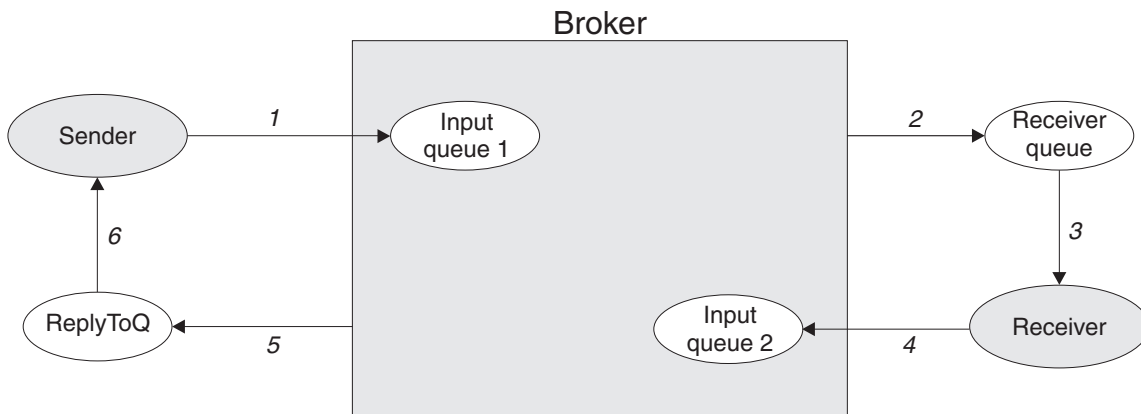 Broker
Sender
1
Input
queue 1
2
Receiver
queue
6
3
ReplyToQ
5
Input
queue 2
4
Receiver